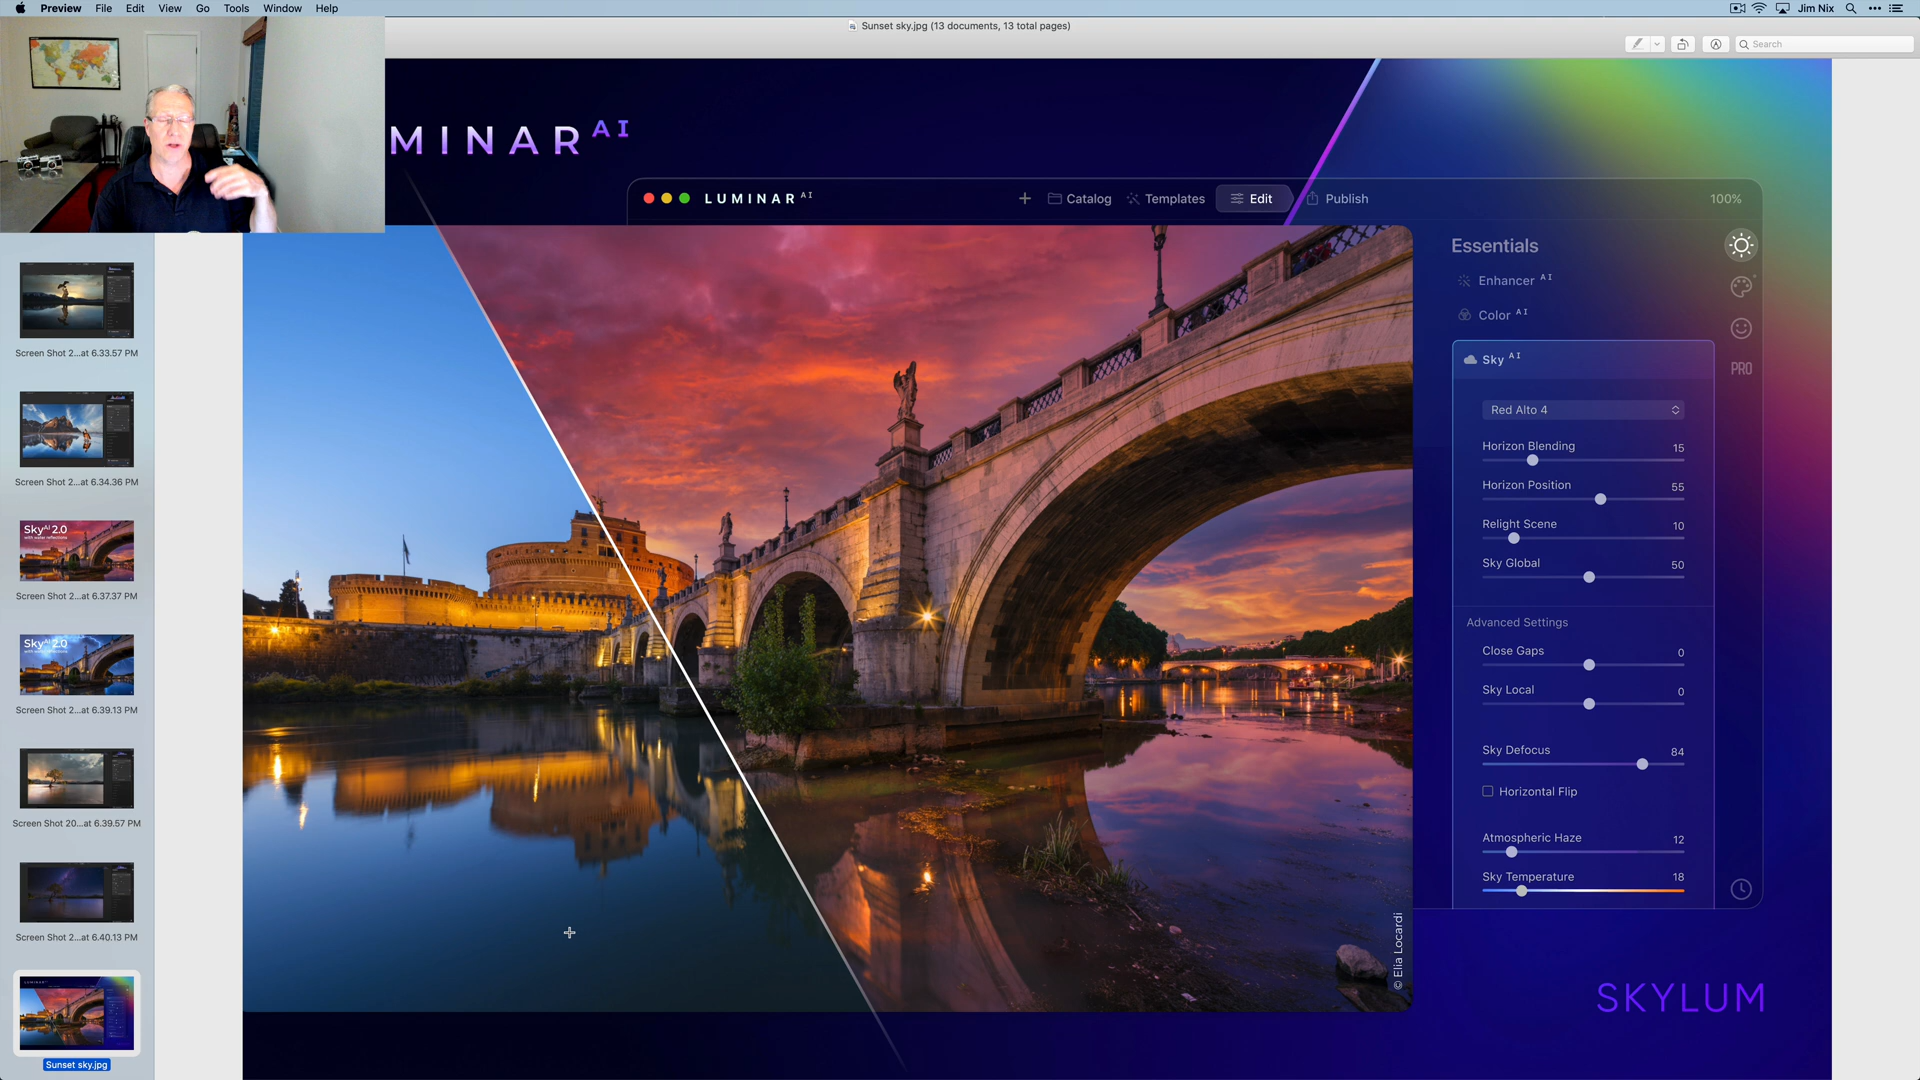 Preview File Edit View Go Tools Window Help
Jim Nix
Sunset sky.jpg (13 documents, 13 total pages)
Search
MINAR AI
LUMINAR AI
Catalog
Templates
Edit
Publish
100%
Essentials
Enhancer AI
Color AI
Sky AI
PRO
Red Alto 4
Horizon Blending 15
Horizon Position 55
Relight Scene 10
Sky Global 50
Advanced Settings
Close Gaps 0
Sky Local 0
Sky Defocus 84
Horizontal Flip
Atmospheric Haze 12
Sky Temperature 18
© Elia Locardi
SKYLUM
Screen Shot 2...at 6.33.57 PM
Screen Shot 2...at 6.34.36 PM
Sky AI 2.0
with water reflections
Screen Shot 2...at 6.37.37 PM
Sky AI 2.0
with water reflections
Screen Shot 2...at 6.39.13 PM
Screen Shot 20...at 6.39.57 PM
Screen Shot 2...at 6.40.13 PM
Sunset sky.jpg